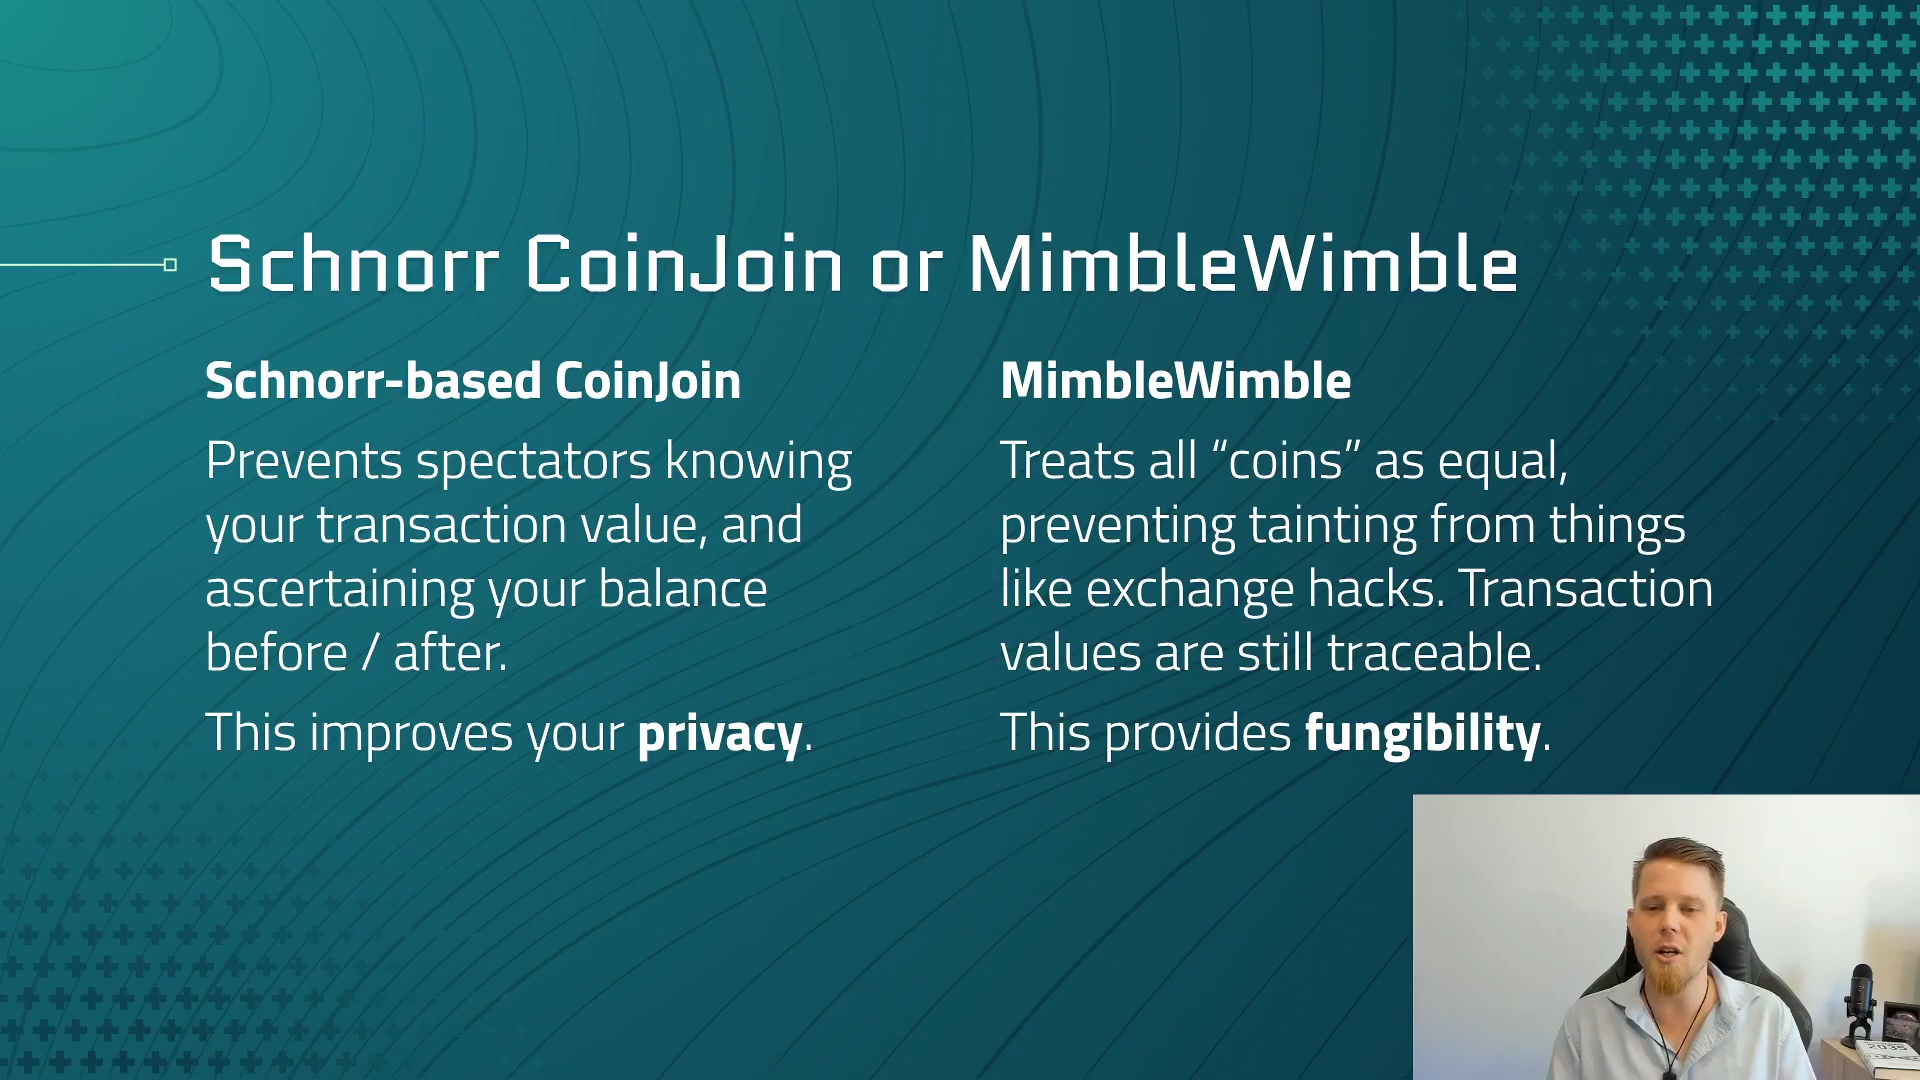 Schnorr CoinJoin or MimbleWimble
Schnorr-based CoinJoin
Prevents spectators knowing
your transaction value, and
ascertaining your balance
before / after.
This improves your privacy.
MimbleWimble
Treats all “coins” as equal,
preventing tainting from things
like exchange hacks. Transaction
values are still traceable.
This provides fungibility.